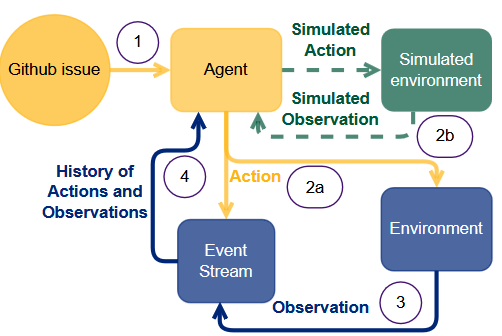 1
Github issue
Agent
Simulated
Action
Simulated
environment
Simulated
Observation
2b
History of
Actions and
Observations
4
Action
2a
Event
Stream
Environment
Observation
3